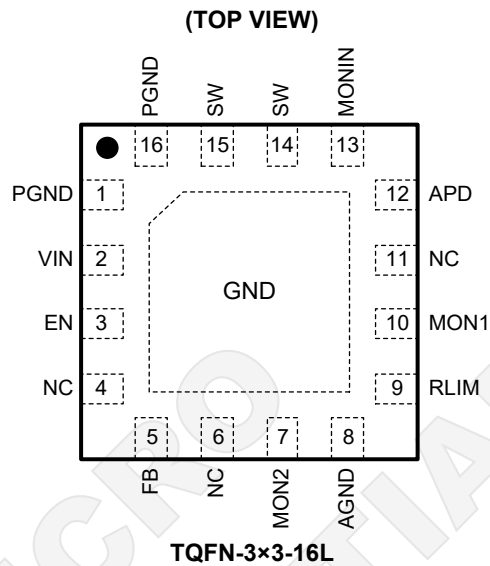 (TOP VIEW)
PGND
SW
SW
MONIN
16
15
14
13
PGND 1
12 APD
VIN 2
11 NC
GND
EN 3
10 MON1
NC 4
9 RLIM
5
6
7
8
FB
NC
MON2
AGND
TQFN-3×3-16L